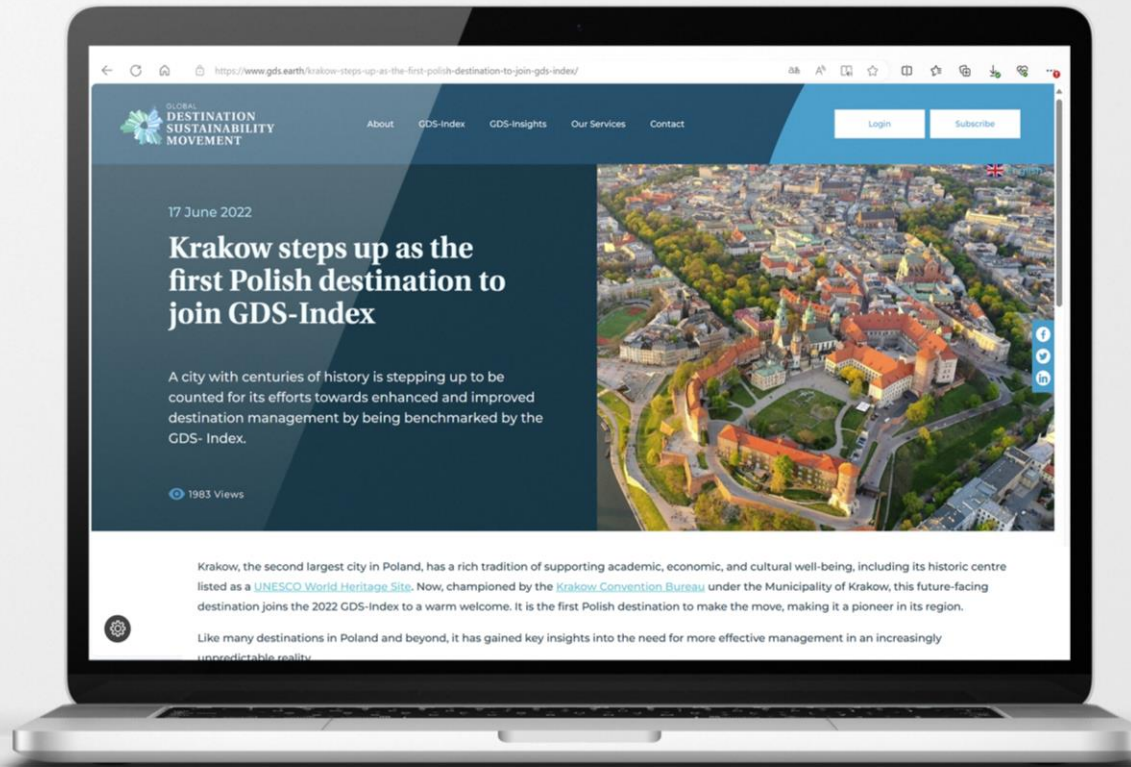 https://www.gds.earth/krakow-steps-up-as-the-first-polish-destination-to-join-gds-index/
GLOBAL
DESTINATION
SUSTAINABILITY
MOVEMENT
About GDS-Index GDS-Insights Our Services Contact
Login Subscribe
English
17 June 2022
Krakow steps up as the
first Polish destination to
join GDS-Index
A city with centuries of history is stepping up to be
counted for its efforts towards enhanced and improved
destination management by being benchmarked by the
GDS- Index.
1983 Views
Krakow, the second largest city in Poland, has a rich tradition of supporting academic, economic, and cultural well-being, including its historic centre
listed as a UNESCO World Heritage Site. Now, championed by the Krakow Convention Bureau under the Municipality of Krakow, this future-facing
destination joins the 2022 GDS-Index to a warm welcome. It is the first Polish destination to make the move, making it a pioneer in its region.
Like many destinations in Poland and beyond, it has gained key insights into the need for more effective management in an increasingly
unpredictable reality